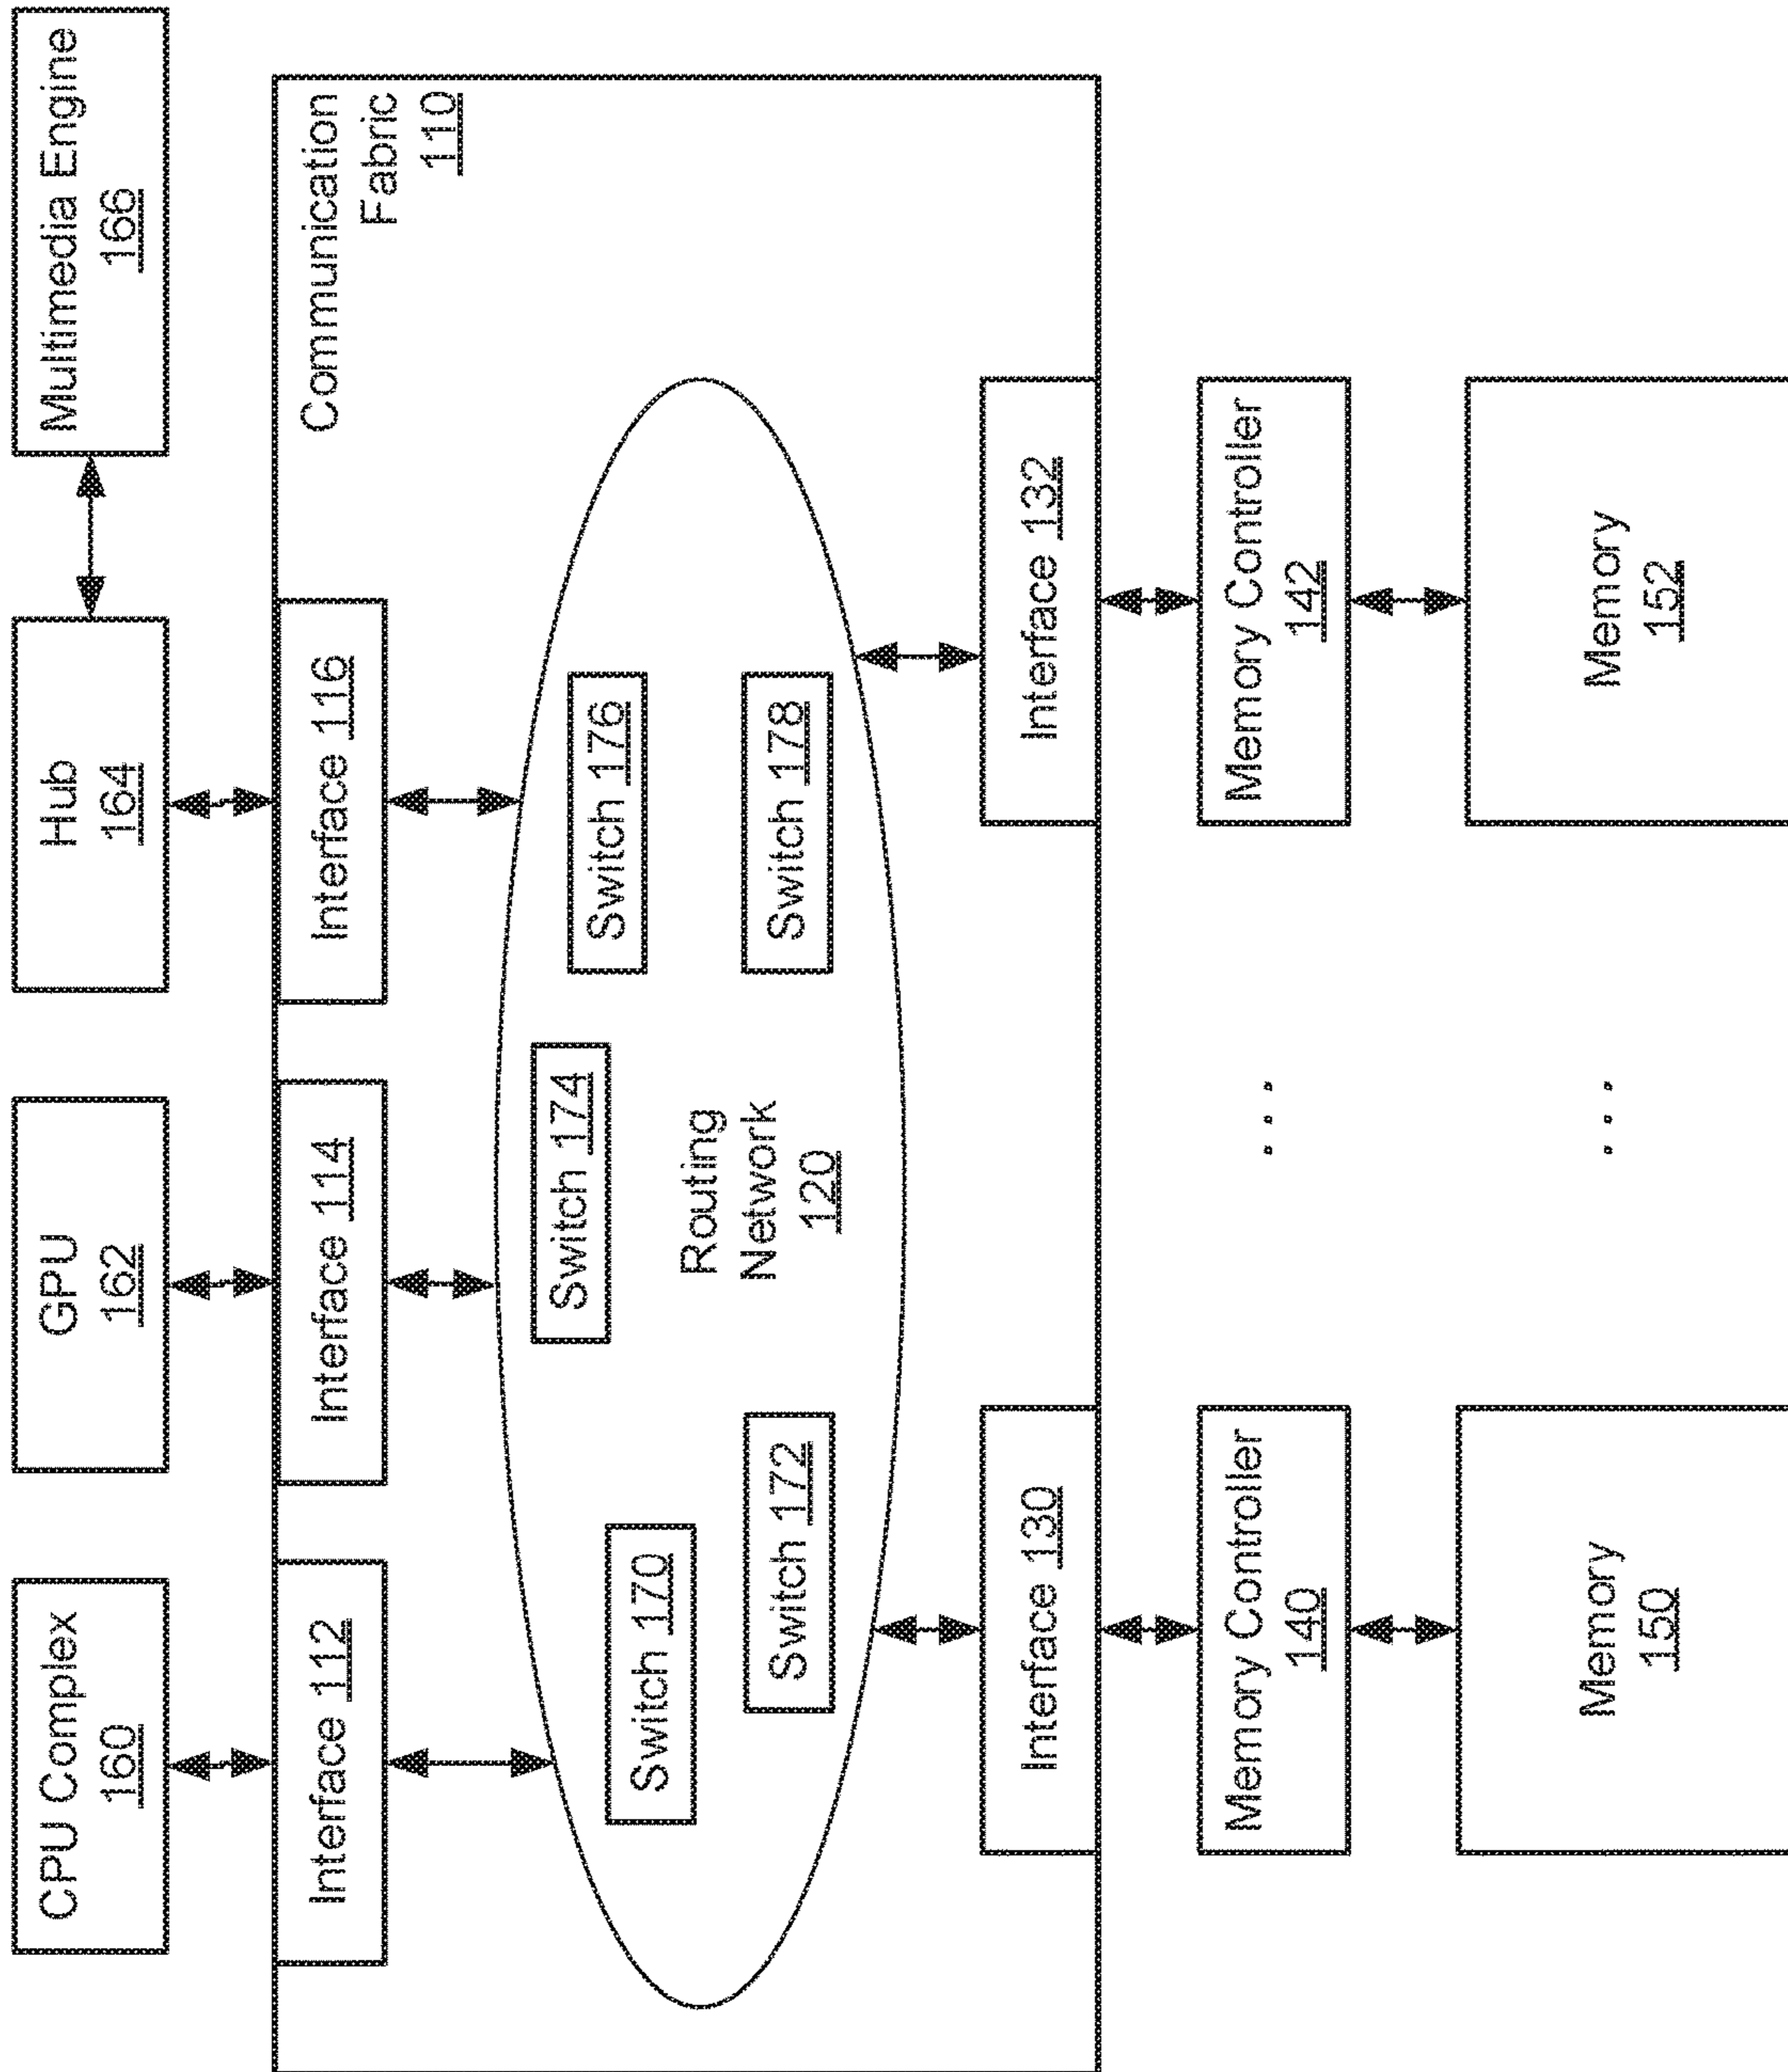 CPU Complex
160
GPU
162
Hub
164
Multimedia Engine
166
Interface 112
Interface 114
Interface 116
Communication
Fabric
110
Switch 170
Switch 172
Switch 174
Switch 176
Switch 178
Routing
Network
120
Interface 130
Interface 132
Memory Controller
140
. . .
Memory Controller
142
Memory
150
. . .
Memory
152